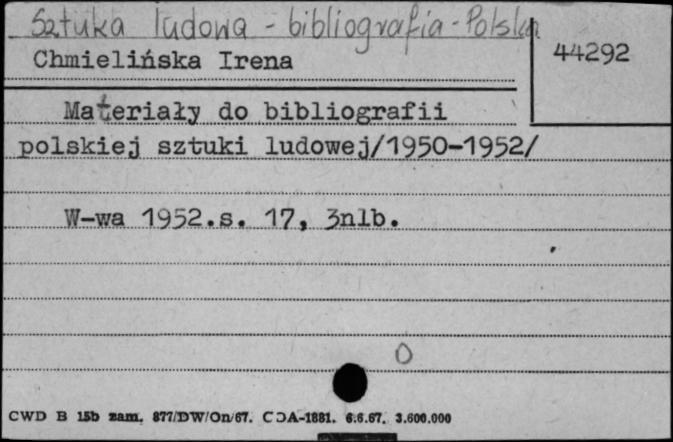 Sztuka ludowa - bibliografia - Polska
Chmielińska Irena
44292
Materiały do bibliografii
polskiej sztuki ludowej/1950-1952/
W-wa 1952.s. 17, 3nlb.
O
CWD B 15b zam. 877/DW/On/67. CDA-1881. 6.6.67. 3.600.000